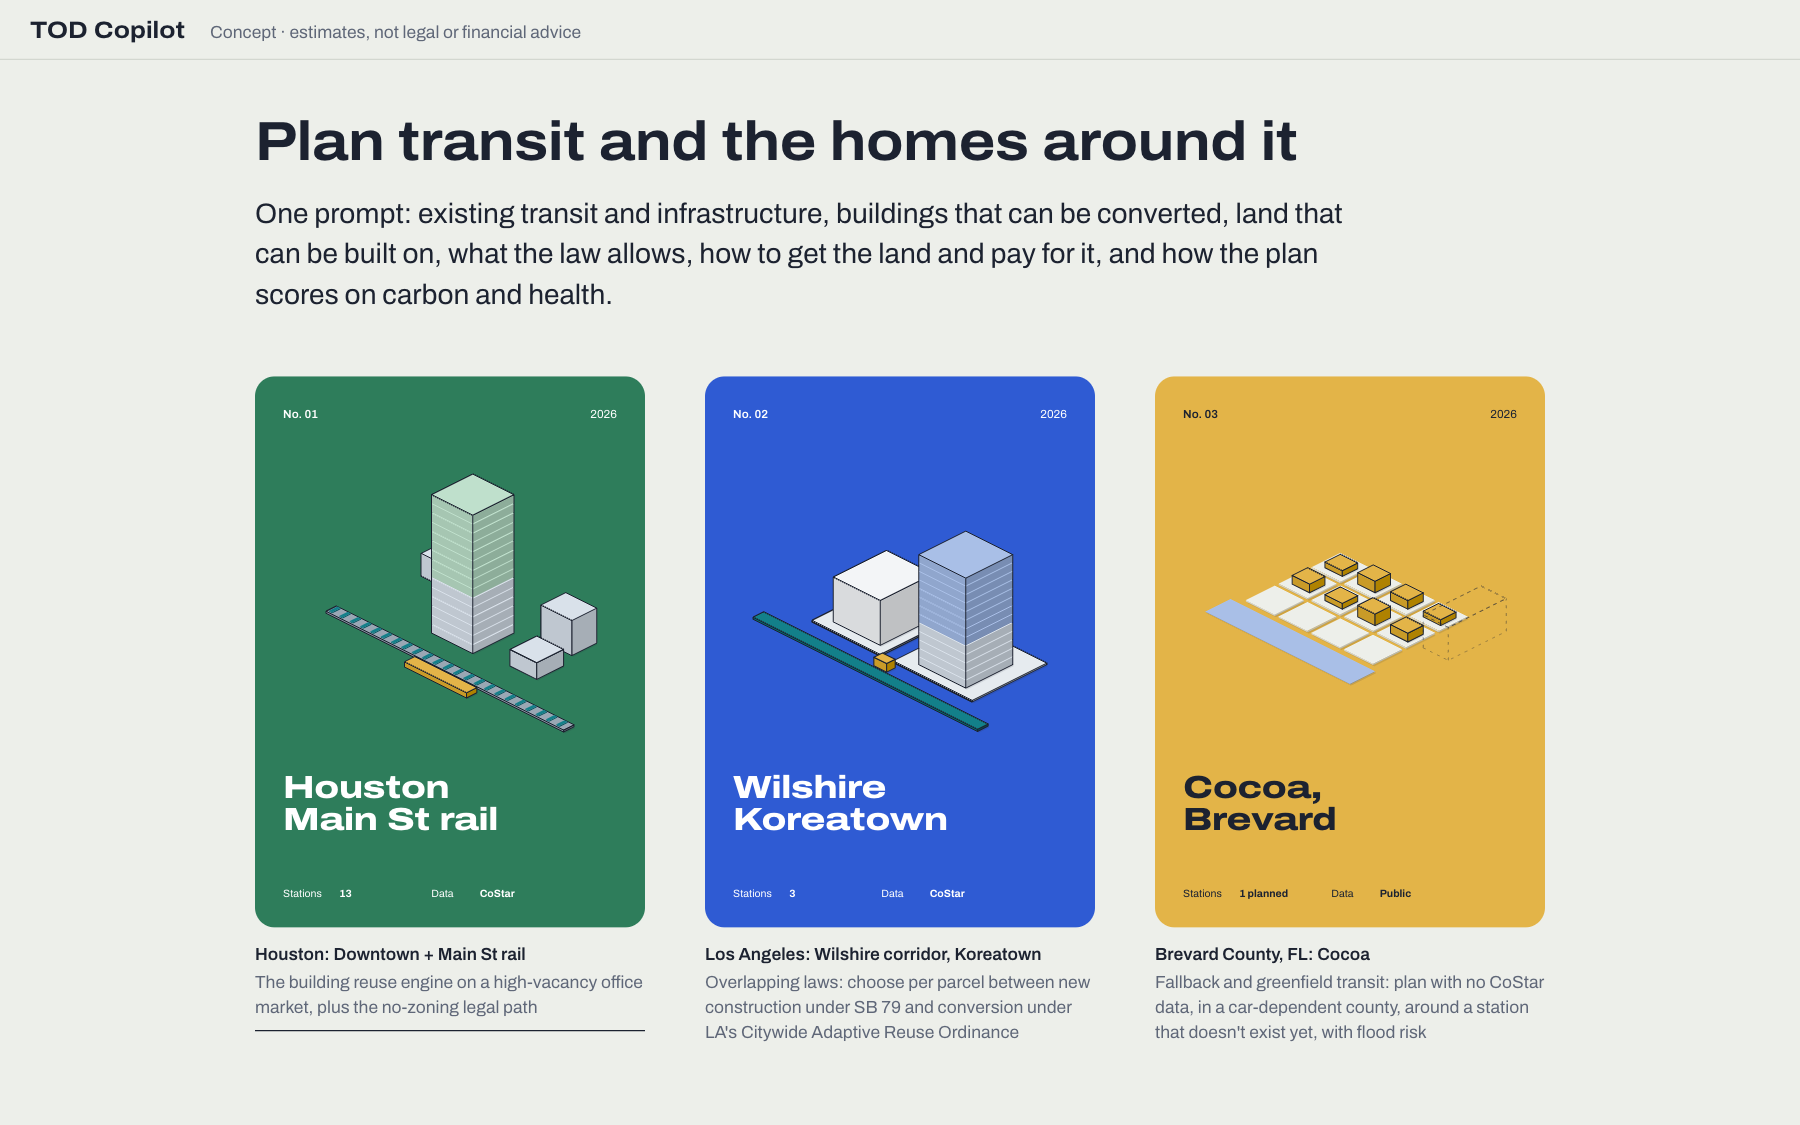 TOD Copilot
Concept · estimates, not legal or financial advice
Plan transit and the homes around it
One prompt: existing transit and infrastructure, buildings that can be converted, land that
can be built on, what the law allows, how to get the land and pay for it, and how the plan
scores on carbon and health.
No. 01 2026
Houston
Main St rail
Stations 13 Data CoStar
Houston: Downtown + Main St rail
The building reuse engine on a high-vacancy office
market, plus the no-zoning legal path
No. 02 2026
Wilshire
Koreatown
Stations 3 Data CoStar
Los Angeles: Wilshire corridor, Koreatown
Overlapping laws: choose per parcel between new
construction under SB 79 and conversion under
LA's Citywide Adaptive Reuse Ordinance
No. 03 2026
Cocoa,
Brevard
Stations 1 planned Data Public
Brevard County, FL: Cocoa
Fallback and greenfield transit: plan with no CoStar
data, in a car-dependent county, around a station
that doesn't exist yet, with flood risk